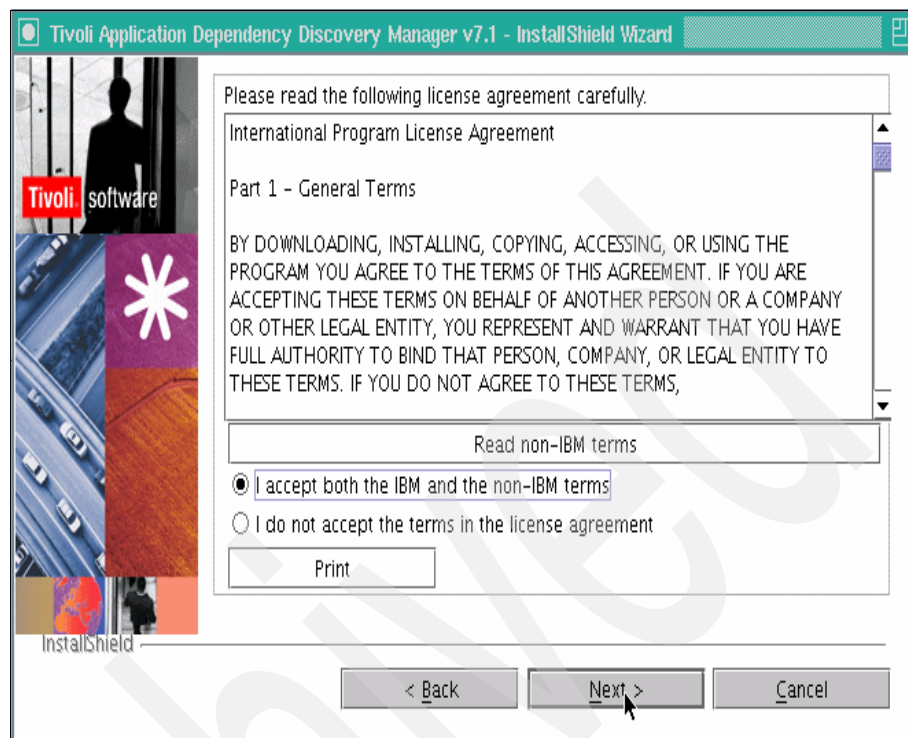 Tivoli Application Dependency Discovery Manager v7.1 - InstallShield Wizard
Please read the following license agreement carefully.
International Program License Agreement
Part 1 - General Terms
BY DOWNLOADING, INSTALLING, COPYING, ACCESSING, OR USING THE
PROGRAM YOU AGREE TO THE TERMS OF THIS AGREEMENT. IF YOU ARE
ACCEPTING THESE TERMS ON BEHALF OF ANOTHER PERSON OR A COMPANY
OR OTHER LEGAL ENTITY, YOU REPRESENT AND WARRANT THAT YOU HAVE
FULL AUTHORITY TO BIND THAT PERSON, COMPANY, OR LEGAL ENTITY TO
THESE TERMS. IF YOU DO NOT AGREE TO THESE TERMS,
Tivoli. software
Read non-IBM terms
I accept both the IBM and the non-IBM terms
I do not accept the terms in the license agreement
Print
InstallShield
< Back
Next >
Cancel
hived